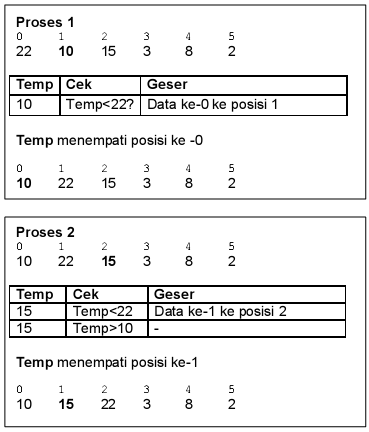 Proses 1
0 1 2 3 4 5
22 10 15 3 8 2
Temp Cek Geser
10 Temp<22? Data ke-0 ke posisi 1
Temp menempati posisi ke -0
0 1 2 3 4 5
10 22 15 3 8 2
Proses 2
0 1 2 3 4 5
10 22 15 3 8 2
Temp Cek Geser
15 Temp<22 Data ke-1 ke posisi 2
15 Temp>10 -
Temp menempati posisi ke-1
0 1 2 3 4 5
10 15 22 3 8 2